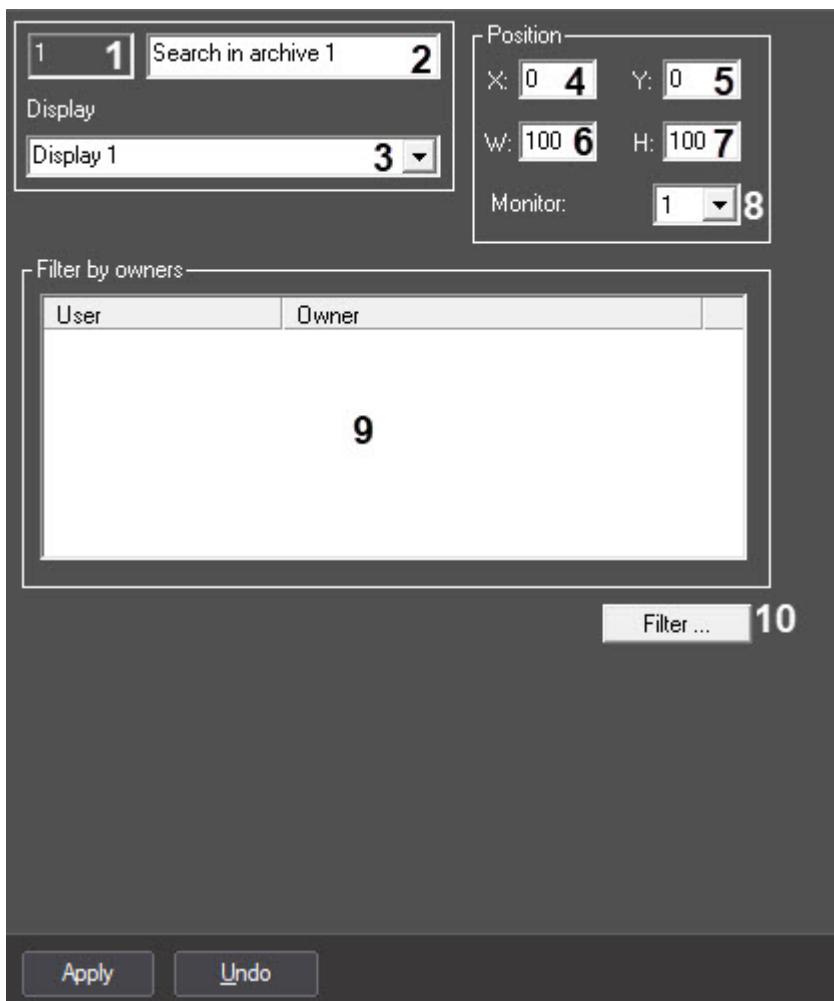 1 1 Search in archive 1 2
Display
Display 1 3
Position
X: 0 4 Y: 0 5
W: 100 6 H: 100 7
Monitor: 1 8
Filter by owners
User Owner
9
Filter ... 10
Apply Undo